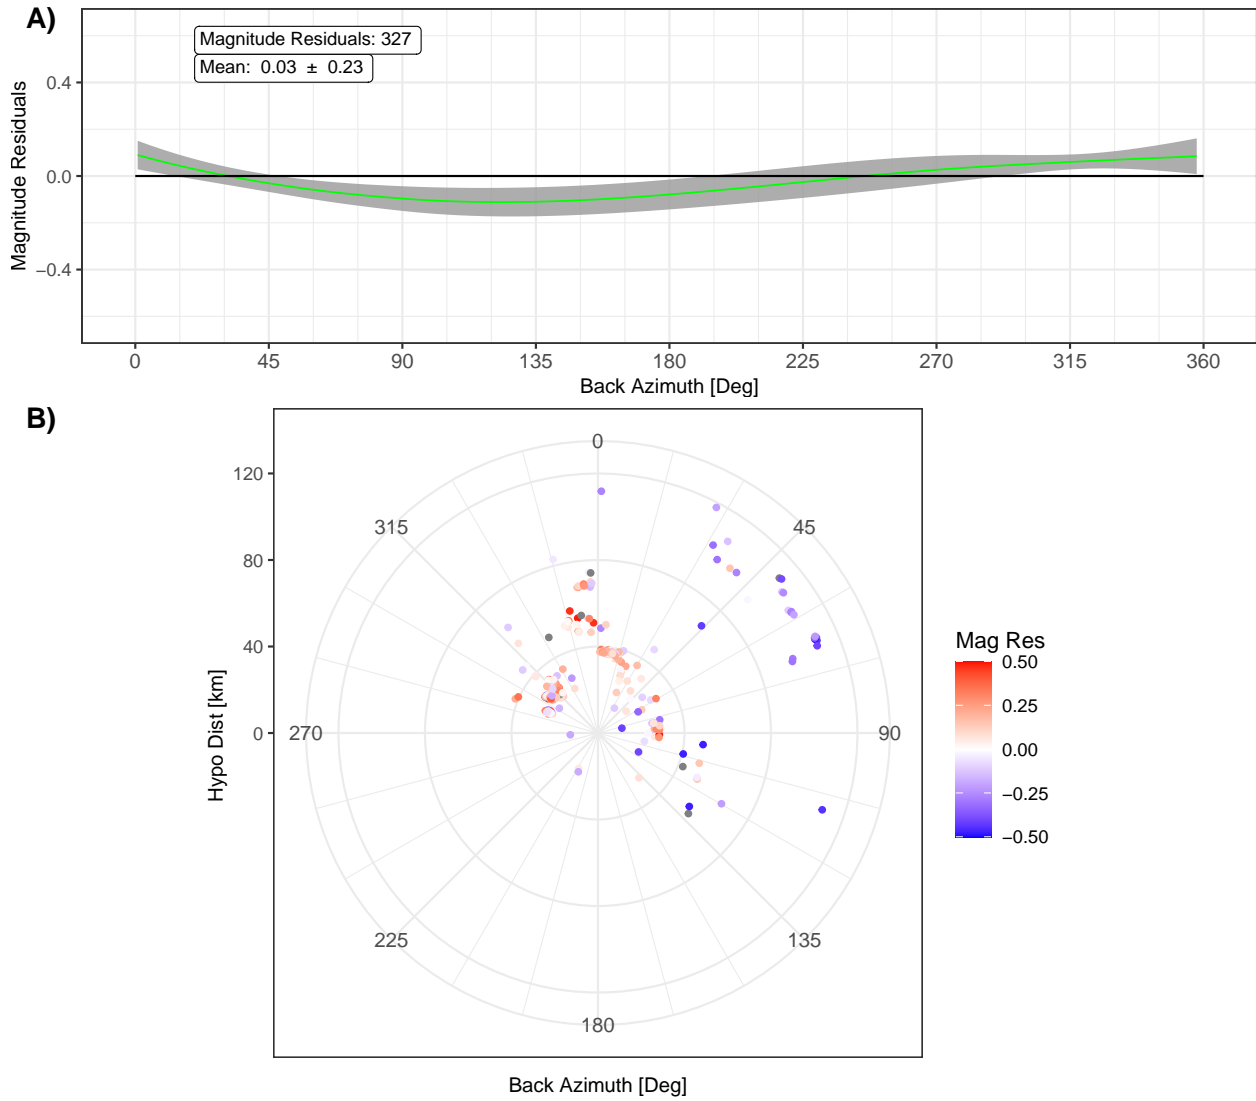 A)
Magnitude Residuals: 327
Mean:  0.03  ±  0.23
Magnitude Residuals
0.4
0.0
−0.4
0 45 90 135 180 225 270 315 360
Back Azimuth [Deg]
B)
Hypo Dist [km]
120
80
40
0
0
45
90
135
180
225
270
315
Back Azimuth [Deg]
Mag Res
0.50
0.25
0.00
−0.25
−0.50